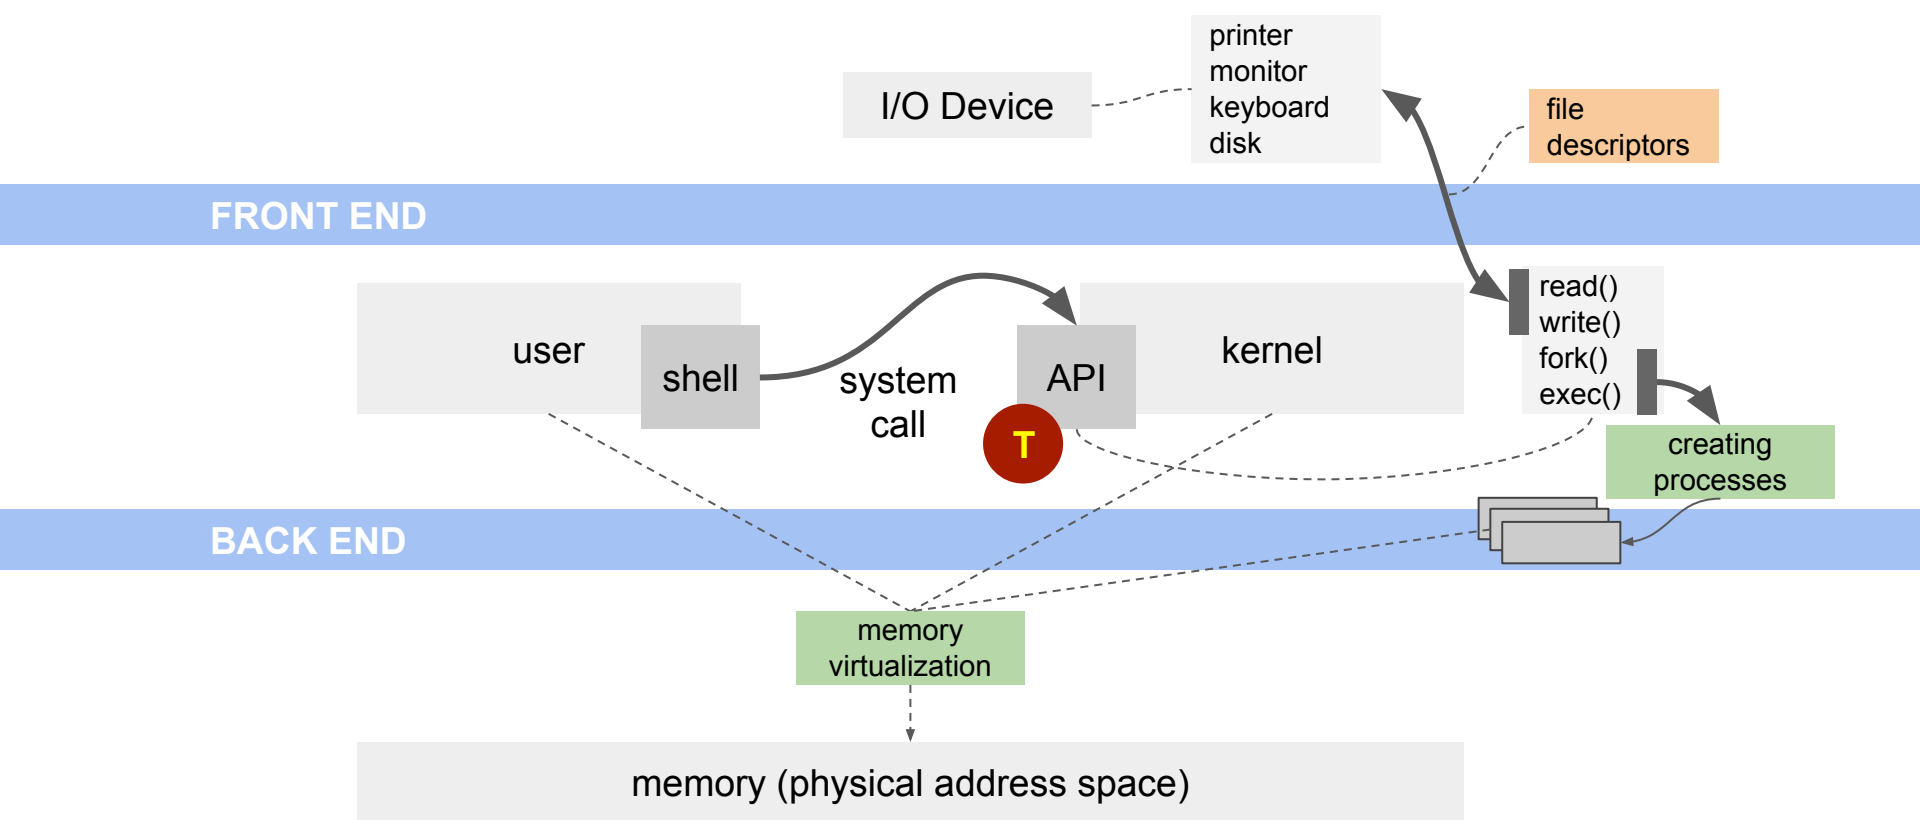 printer
monitor
keyboard
disk
I/O Device
file
descriptors
FRONT END
user
shell
system
call
API
T
kernel
read()
write()
fork()
exec()
creating
processes
BACK END
memory
virtualization
memory (physical address space)